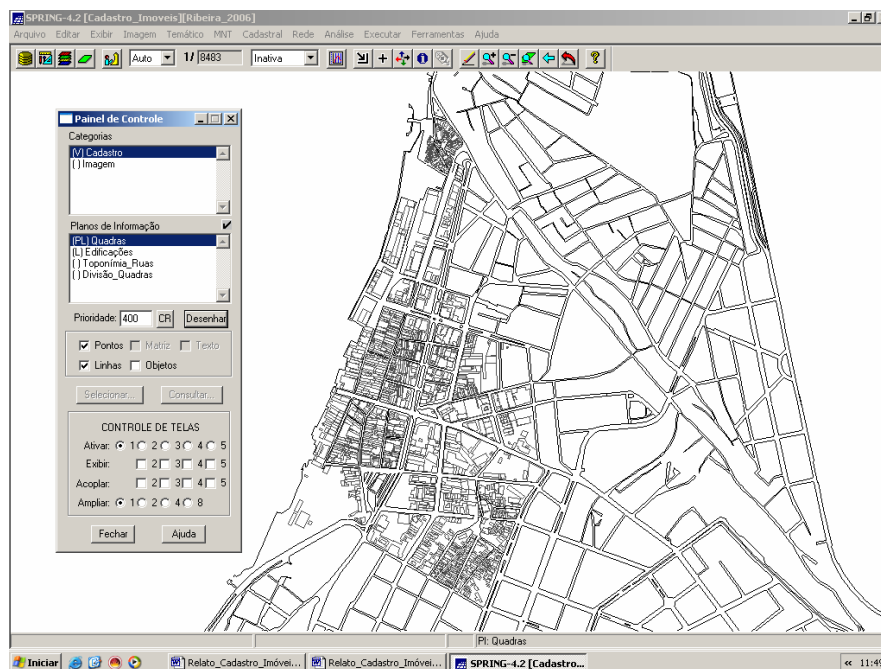 SPRING-4.2 [Cadastro_Imoveis][Ribeira_2006]
Arquivo Editar Exibir Imagem Temático MNT Cadastral Rede Análise Executar Ferramentas Ajuda
Auto 1/ 8483 Inativa
Painel de Controle
Categorias
(V) Cadastro
( ) Imagem
Planos de Informação
(PL) Quadras
(L) Edificações
( ) Toponímia_Ruas
( ) Divisão_Quadras
Prioridade: 400 CR Desenhar
Pontos Matriz Texto
Linhas Objetos
Selecionar... Consultar...
CONTROLE DE TELAS
Ativar: 1 2 3 4 5
Exibir: 2 3 4 5
Acoplar: 2 3 4 5
Ampliar: 1 2 4 8
Fechar Ajuda
PI: Quadras
Iniciar Relato_Cadastro_Imóvei... Relato_Cadastro_Imóvei... SPRING-4.2 [Cadastro... « 11:49